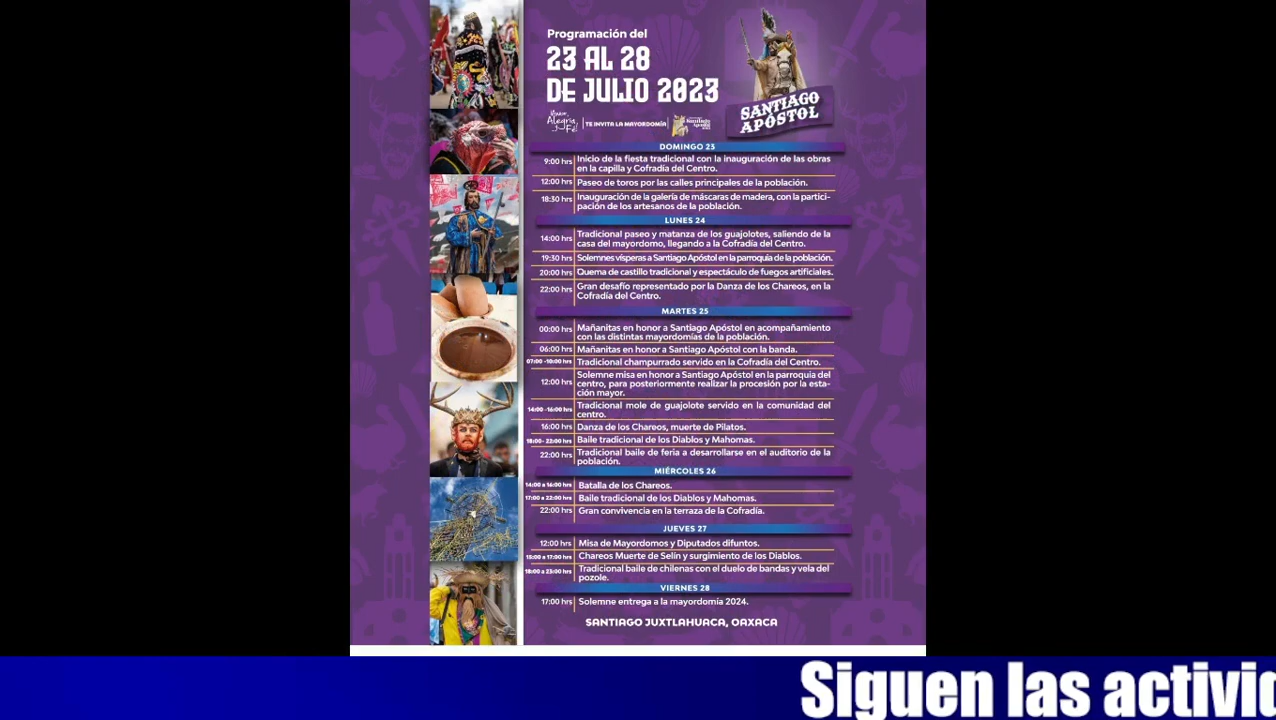 Programación del
23 AL 28
DE JULIO 2023
SANTIAGO
APÓSTOL
Alegría
Fé!
TE INVITA LA MAYORDOMÍA
DOMINGO 23
9:00 hrs Inicio de la fiesta tradicional con la inauguración de las obras
en la capilla y Cofradía del Centro.
12:00 hrs Paseo de toros por las calles principales de la población.
18:30 hrs Inauguración de la galería de máscaras de madera, con la partici-
pación de los artesanos de la población.
LUNES 24
14:00 hrs Tradicional paseo y matanza de los guajolotes, saliendo de la
casa del mayordomo, llegando a la Cofradía del Centro.
19:30 hrs Solemnes vísperas a Santiago Apóstol en la parroquia de la población.
20:00 hrs Quema de castillo tradicional y espectáculo de fuegos artificiales.
22:00 hrs Gran desafío representado por la Danza de los Chareos, en la
Cofradía del Centro.
MARTES 25
00:00 hrs Mañanitas en honor a Santiago Apóstol en acompañamiento
con las distintas mayordomías de la población.
06:00 hrs Mañanitas en honor a Santiago Apóstol con la banda.
07:00 -10:00 hrs Tradicional champurrado servido en la Cofradía del Centro.
12:00 hrs Solemne misa en honor a Santiago Apóstol en la parroquia del
centro, para posteriormente realizar la procesión por la esta-
ción mayor.
14:00 -16:00 hrs Tradicional mole de guajolote servido en la comunidad del
centro.
16:00 hrs Danza de los Chareos, muerte de Pilatos.
18:00- 22:00 hrs Baile tradicional de los Diablos y Mahomas.
22:00 hrs Tradicional baile de feria a desarrollarse en el auditorio de la
población.
MIÉRCOLES 26
14:00 a 16:00 hrs Batalla de los Chareos.
17:00 a 22:00 hrs Baile tradicional de los Diablos y Mahomas.
22:00 hrs Gran convivencia en la terraza de la Cofradía.
JUEVES 27
12:00 hrs Misa de Mayordomos y Diputados difuntos.
15:00 a 17:00 hrs Chareos Muerte de Selín y surgimiento de los Diablos.
18:00 a 23:00 hrs Tradicional baile de chilenas con el duelo de bandas y vela del
pozole.
VIERNES 28
17:00 hrs Solemne entrega a la mayordomía 2024.
SANTIAGO JUXTLAHUACA, OAXACA
Siguen las activid